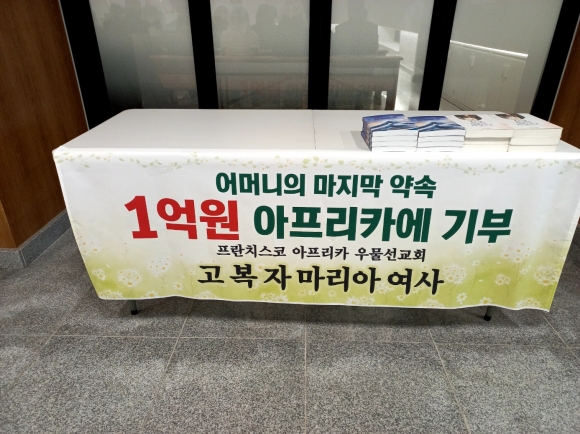 어머니의 마지막 약속
1억원 아프리카에 기부
프란치스코 아프리카 우물선교회
고 복 자 마리아 여사